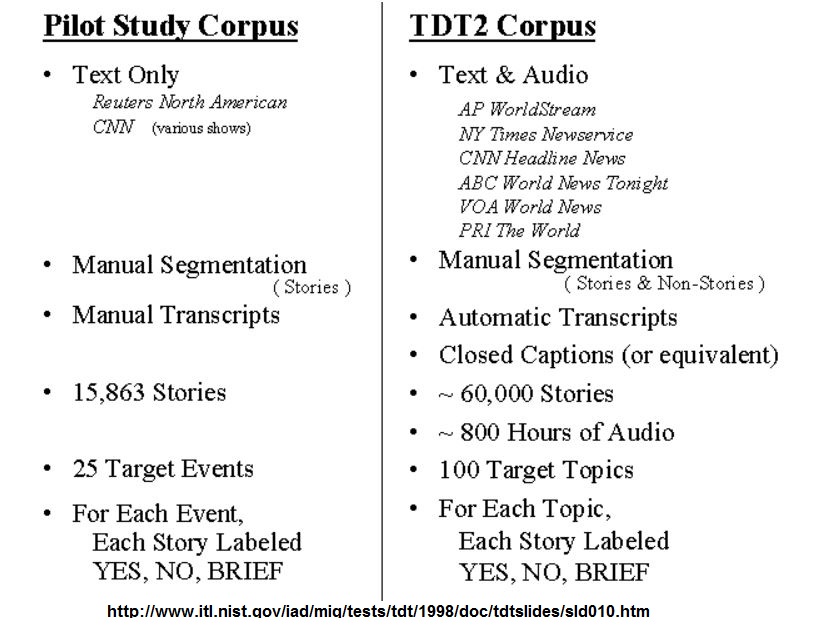 Pilot Study Corpus
• Text Only
Reuters North American
CNN (various shows)
• Manual Segmentation
( Stories )
• Manual Transcripts
• 15,863 Stories
• 25 Target Events
• For Each Event,
Each Story Labeled
YES, NO, BRIEF
TDT2 Corpus
• Text & Audio
AP WorldStream
NY Times Newservice
CNN Headline News
ABC World News Tonight
VOA World News
PRI The World
• Manual Segmentation
( Stories & Non-Stories )
• Automatic Transcripts
• Closed Captions (or equivalent)
• ~ 60,000 Stories
• ~ 800 Hours of Audio
• 100 Target Topics
• For Each Topic,
Each Story Labeled
YES, NO, BRIEF
http://www.itl.nist.gov/iad/mig/tests/tdt/1998/doc/tdtslides/sld010.htm